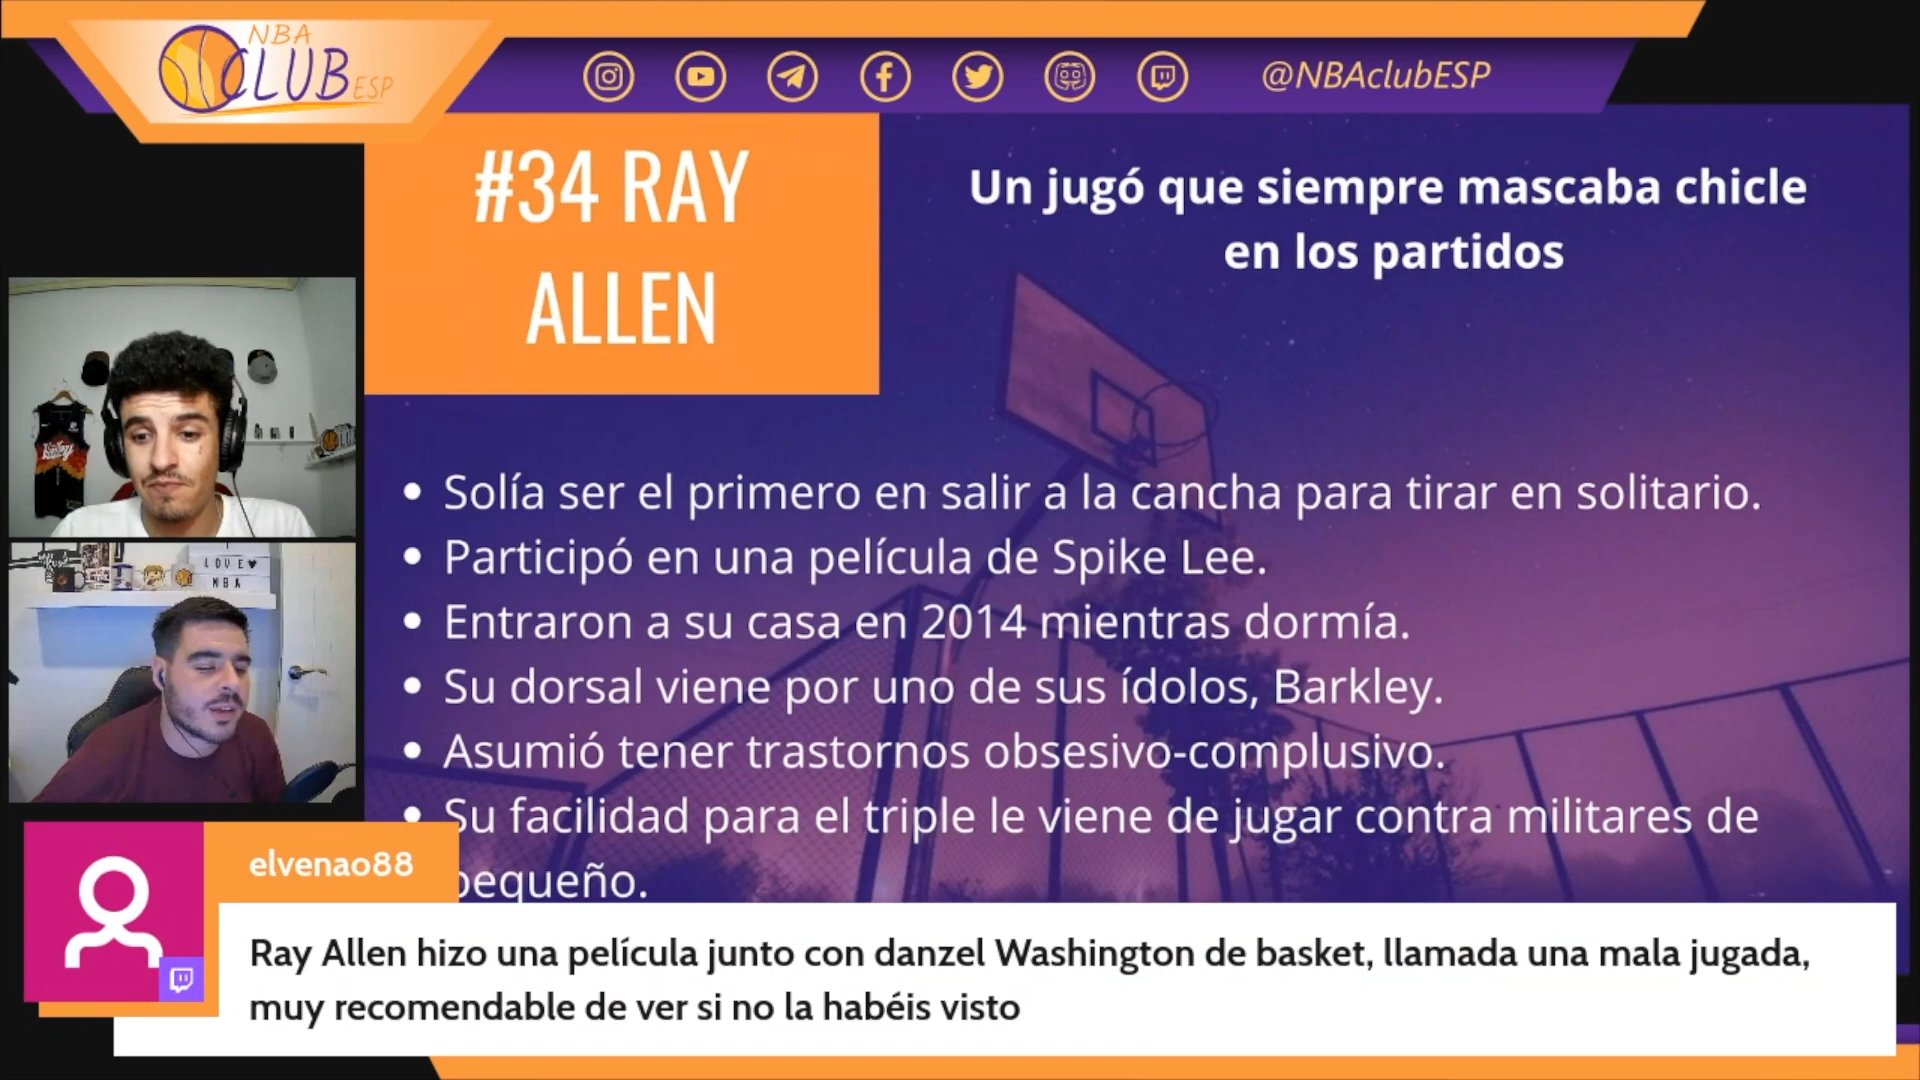 NBA
CLUB ESP
@NBAclubESP
#34 RAY
ALLEN
Un jugó que siempre mascaba chicle
en los partidos
Solía ser el primero en salir a la cancha para tirar en solitario.
Participó en una película de Spike Lee.
Entraron a su casa en 2014 mientras dormía.
Su dorsal viene por uno de sus ídolos, Barkley.
Asumió tener trastornos obsesivo-complusivo.
Su facilidad para el triple le viene de jugar contra militares de
pequeño.
LOVE♥
NBA
elvenao88
Ray Allen hizo una película junto con danzel Washington de basket, llamada una mala jugada,
muy recomendable de ver si no la habéis visto